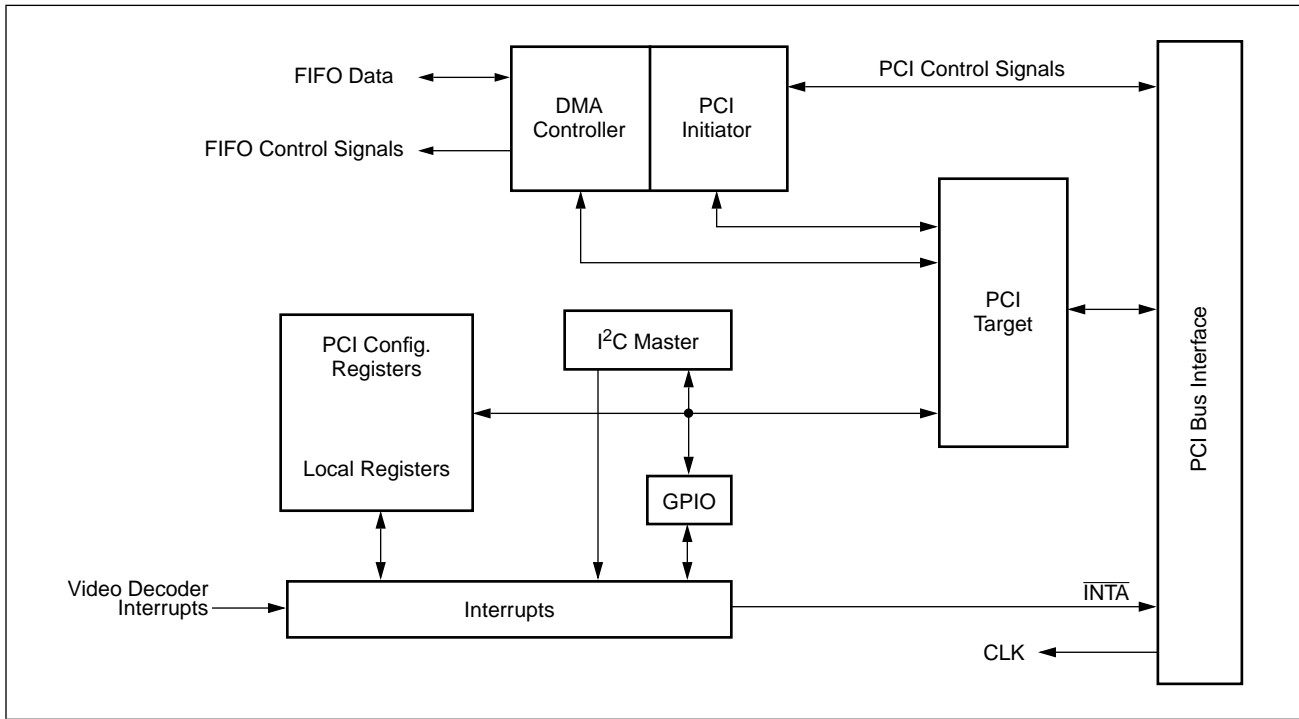 FIFO Data
FIFO Control Signals
DMA
Controller
PCI
Initiator
PCI Control Signals
PCI
Target
PCI Bus Interface
PCI Config.
Registers
Local Registers
I²C Master
GPIO
Video Decoder
Interrupts
Interrupts
INTA
CLK